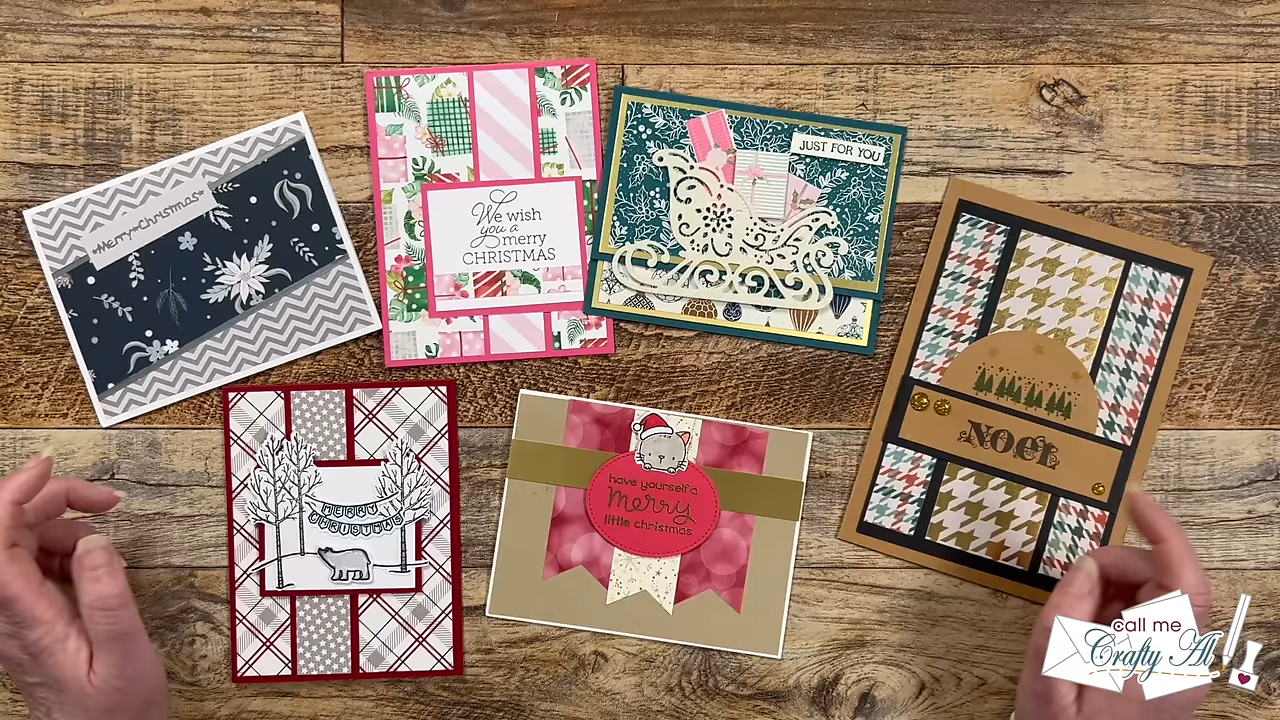 *Merry*Christmas*
We wish
you a
merry
CHRISTMAS
JUST FOR YOU
NOEL
MERRY
CHRISTMAS
have yourself a
merry
little christmas
call me
Crafty Al